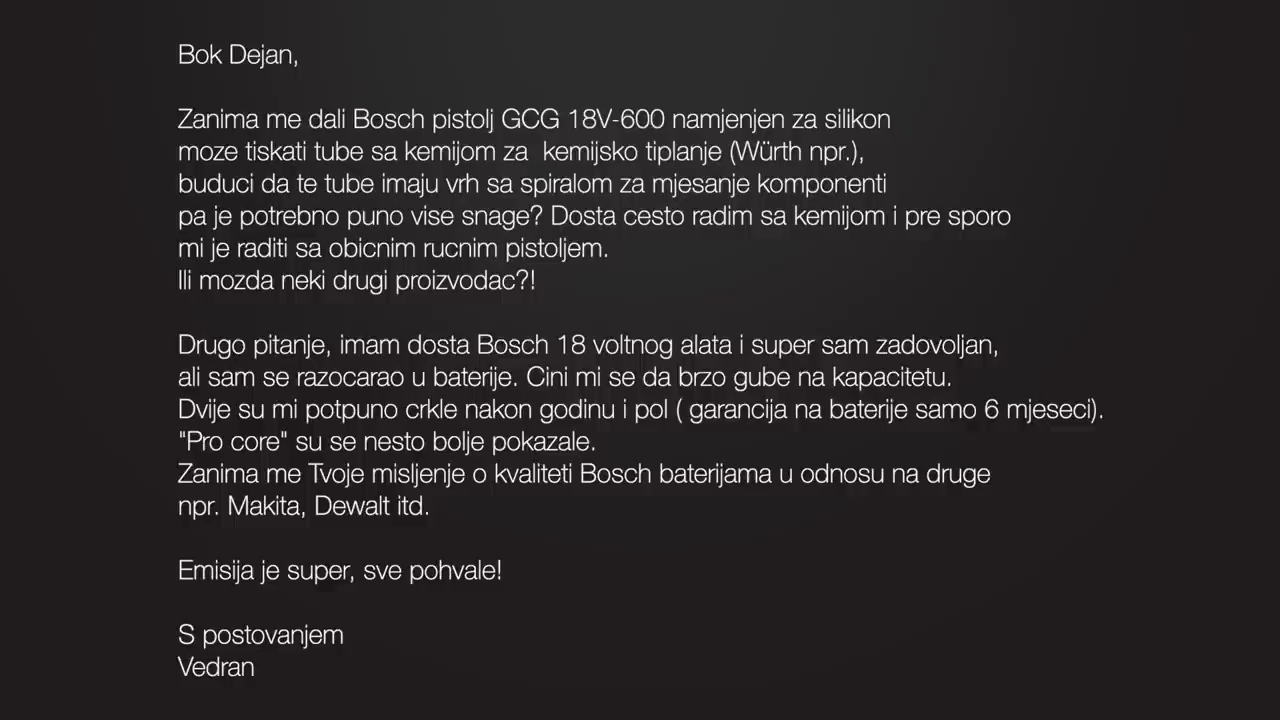 Bok Dejan,
Zanima me dali Bosch pistolj GCG 18V-600 namjenjen za silikon
moze tiskati tube sa kemijom za  kemijsko tiplanje (Würth npr.),
buduci da te tube imaju vrh sa spiralom za mjesanje komponenti
pa je potrebno puno vise snage? Dosta cesto radim sa kemijom i pre sporo
mi je raditi sa obicnim rucnim pistoljem.
Ili mozda neki drugi proizvodac?!
Drugo pitanje, imam dosta Bosch 18 voltnog alata i super sam zadovoljan,
ali sam se razocarao u baterije. Cini mi se da brzo gube na kapacitetu.
Dvije su mi potpuno crkle nakon godinu i pol ( garancija na baterije samo 6 mjeseci).
"Pro core" su se nesto bolje pokazale.
Zanima me Tvoje misljenje o kvaliteti Bosch baterijama u odnosu na druge
npr. Makita, Dewalt itd.
Emisija je super, sve pohvale!
S postovanjem
Vedran